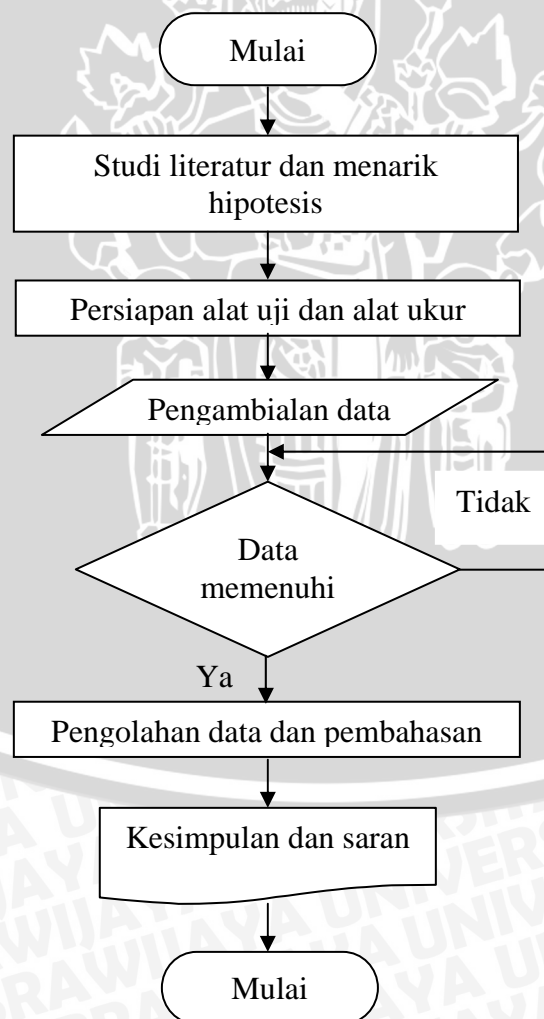 Mulai
Studi literatur dan menarik
hipotesis
Persiapan alat uji dan alat ukur
Pengambialan data
Tidak
Data
memenuhi
Ya
Pengolahan data dan pembahasan
Kesimpulan dan saran
Mulai